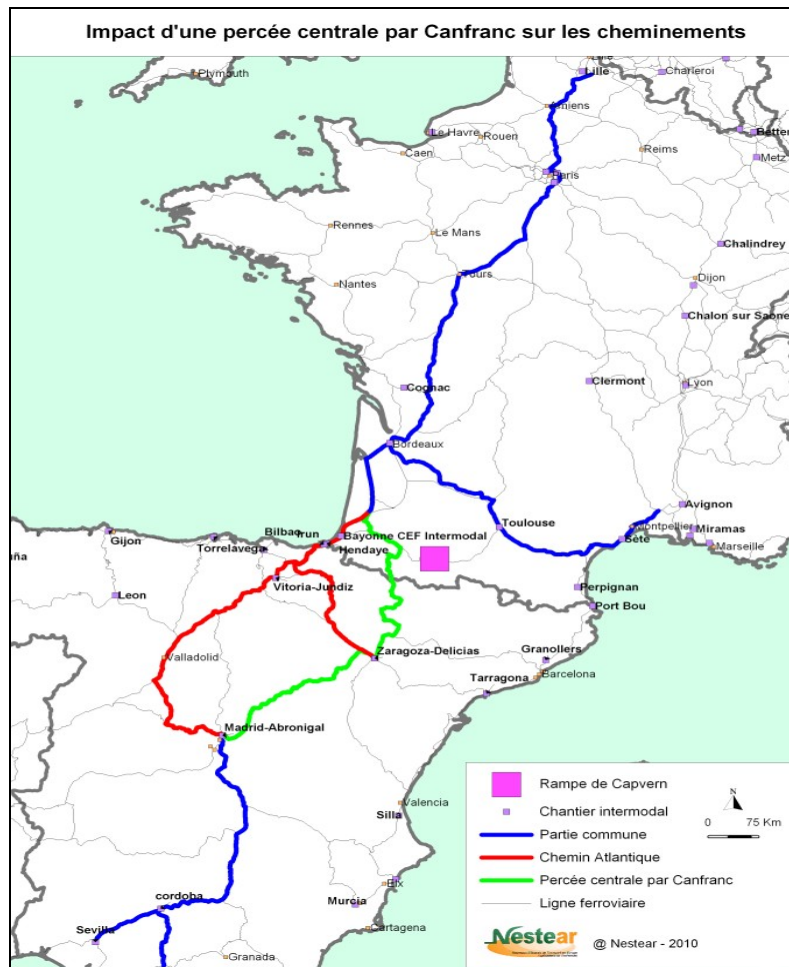 Impact d'une percée centrale par Canfranc sur les cheminements
Plymouth
Lille
Charleroi
Amiens
Le Havre
Rouen
Caen
Reims
Metz
Paris
Rennes
Le Mans
Chalindrey
Tours
Dijon
Nantes
Chalon sur Saone
Cognac
Clermont
Lyon
Bordeaux
Avignon
Toulouse
Montpellier
Miramas
Sète
Marseille
Gijon
Bilbao
Irun
Bayonne CEF Intermodal
Torrelavega
Hendaye
Leon
Vitoria-Jundiz
Perpignan
Port Bou
Valladolid
Zaragoza-Delicias
Granollers
Barcelona
Tarragona
Madrid-Abronigal
Valencia
Silla
Elx
cordoba
Murcia
Sevilla
Cartagena
Granada
Rampe de Capvern
Chantier intermodal
Partie commune
Chemin Atlantique
Percée centrale par Canfranc
Ligne ferroviaire
N
0 75 Km
Nestear
@ Nestear - 2010